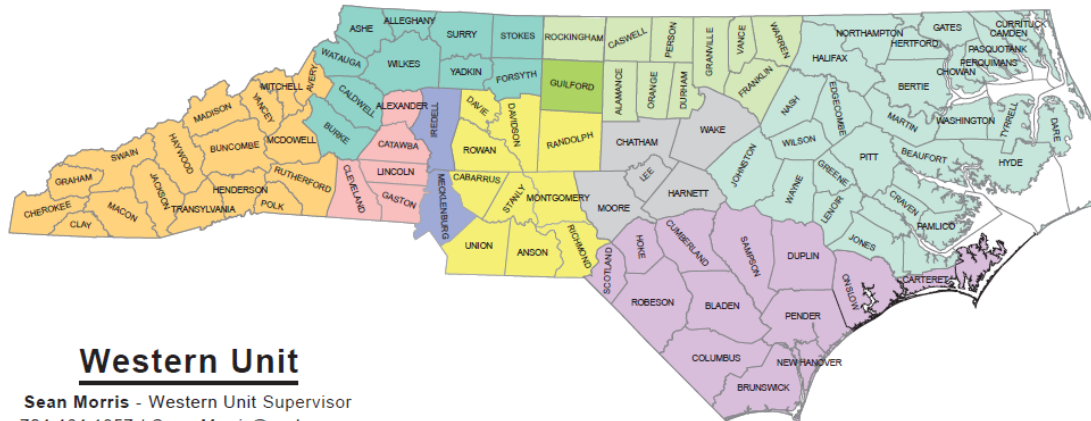 ASHE
ALLEGHANY
SURRY
STOKES
ROCKINGHAM
CASWELL
PERSON
GRANVILLE
VANCE
WARREN
NORTHAMPTON
GATES
CURRITUCK
CAMDEN
PASQUOTANK
PERQUIMANS
HERTFORD
CHOWAN
HALIFAX
BERTIE
WATAUGA
WILKES
YADKIN
FORSYTH
GUILFORD
ALAMANCE
ORANGE
DURHAM
FRANKLIN
NASH
EDGECOMBE
MARTIN
WASHINGTON
TYRRELL
DARE
MITCHELL
AVERY
CALDWELL
ALEXANDER
IREDELL
DAVIE
DAVIDSON
RANDOLPH
CHATHAM
WAKE
WILSON
PITT
BEAUFORT
HYDE
MADISON
YANCEY
BURKE
MCDOWELL
CATAWBA
ROWAN
LEE
JOHNSTON
WAYNE
GREENE
SWAIN
HAYWOOD
BUNCOMBE
LINCOLN
CABARRUS
STANLY
MONTGOMERY
MOORE
HARNETT
LENOIR
CRAVEN
PAMLICO
GRAHAM
JACKSON
HENDERSON
RUTHERFORD
CLEVELAND
GASTON
MECKLENBURG
CHEROKEE
CLAY
MACON
TRANSYLVANIA
POLK
UNION
ANSON
RICHMOND
SCOTLAND
HOKE
CUMBERLAND
SAMPSON
DUPLIN
JONES
ONSLOW
CARTERET
ROBESON
BLADEN
PENDER
COLUMBUS
NEW HANOVER
BRUNSWICK
Western Unit
Sean Morris - Western Unit Supervisor